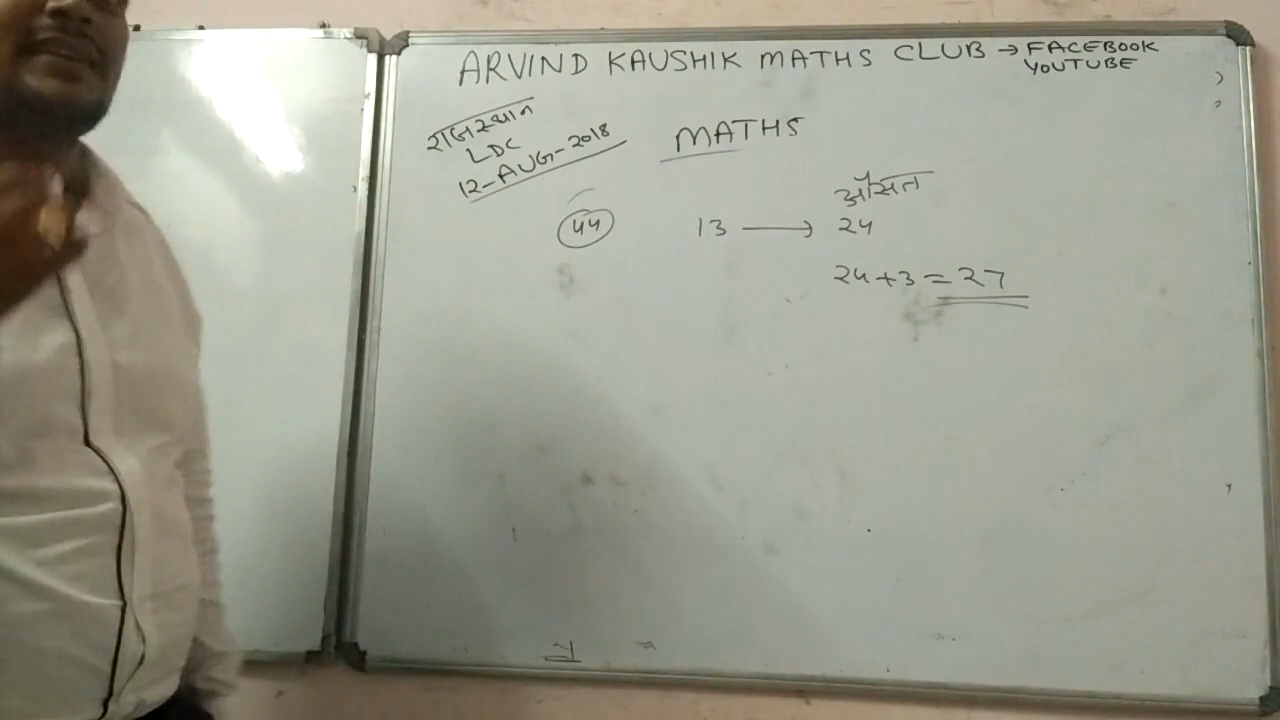 ARVIND KAUSHIK MATHS CLUB → FACEBOOK
YOUTUBE
राजस्थान
LDC
12-AUG-2018
MATHS
औसत
44 13 → 24
24+3 = 27